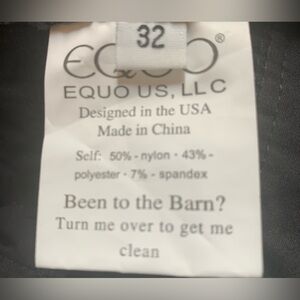 32
EQUO®
EQUO US, LLC
Designed in the USA
Made in China
Self: 50% - nylon · 43% -
polyester · 7% - spandex
Been to the Barn?
Turn me over to get me
clean